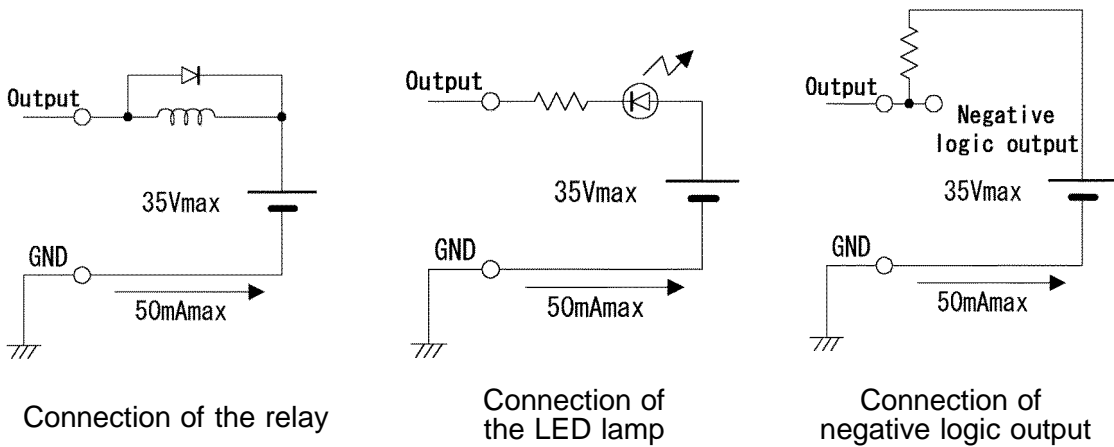 Output
35Vmax
GND
50mAmax
Connection of the relay
Output
35Vmax
GND
50mAmax
Connection of
the LED lamp
Output
Negative
logic output
35Vmax
GND
50mAmax
Connection of
negative logic output